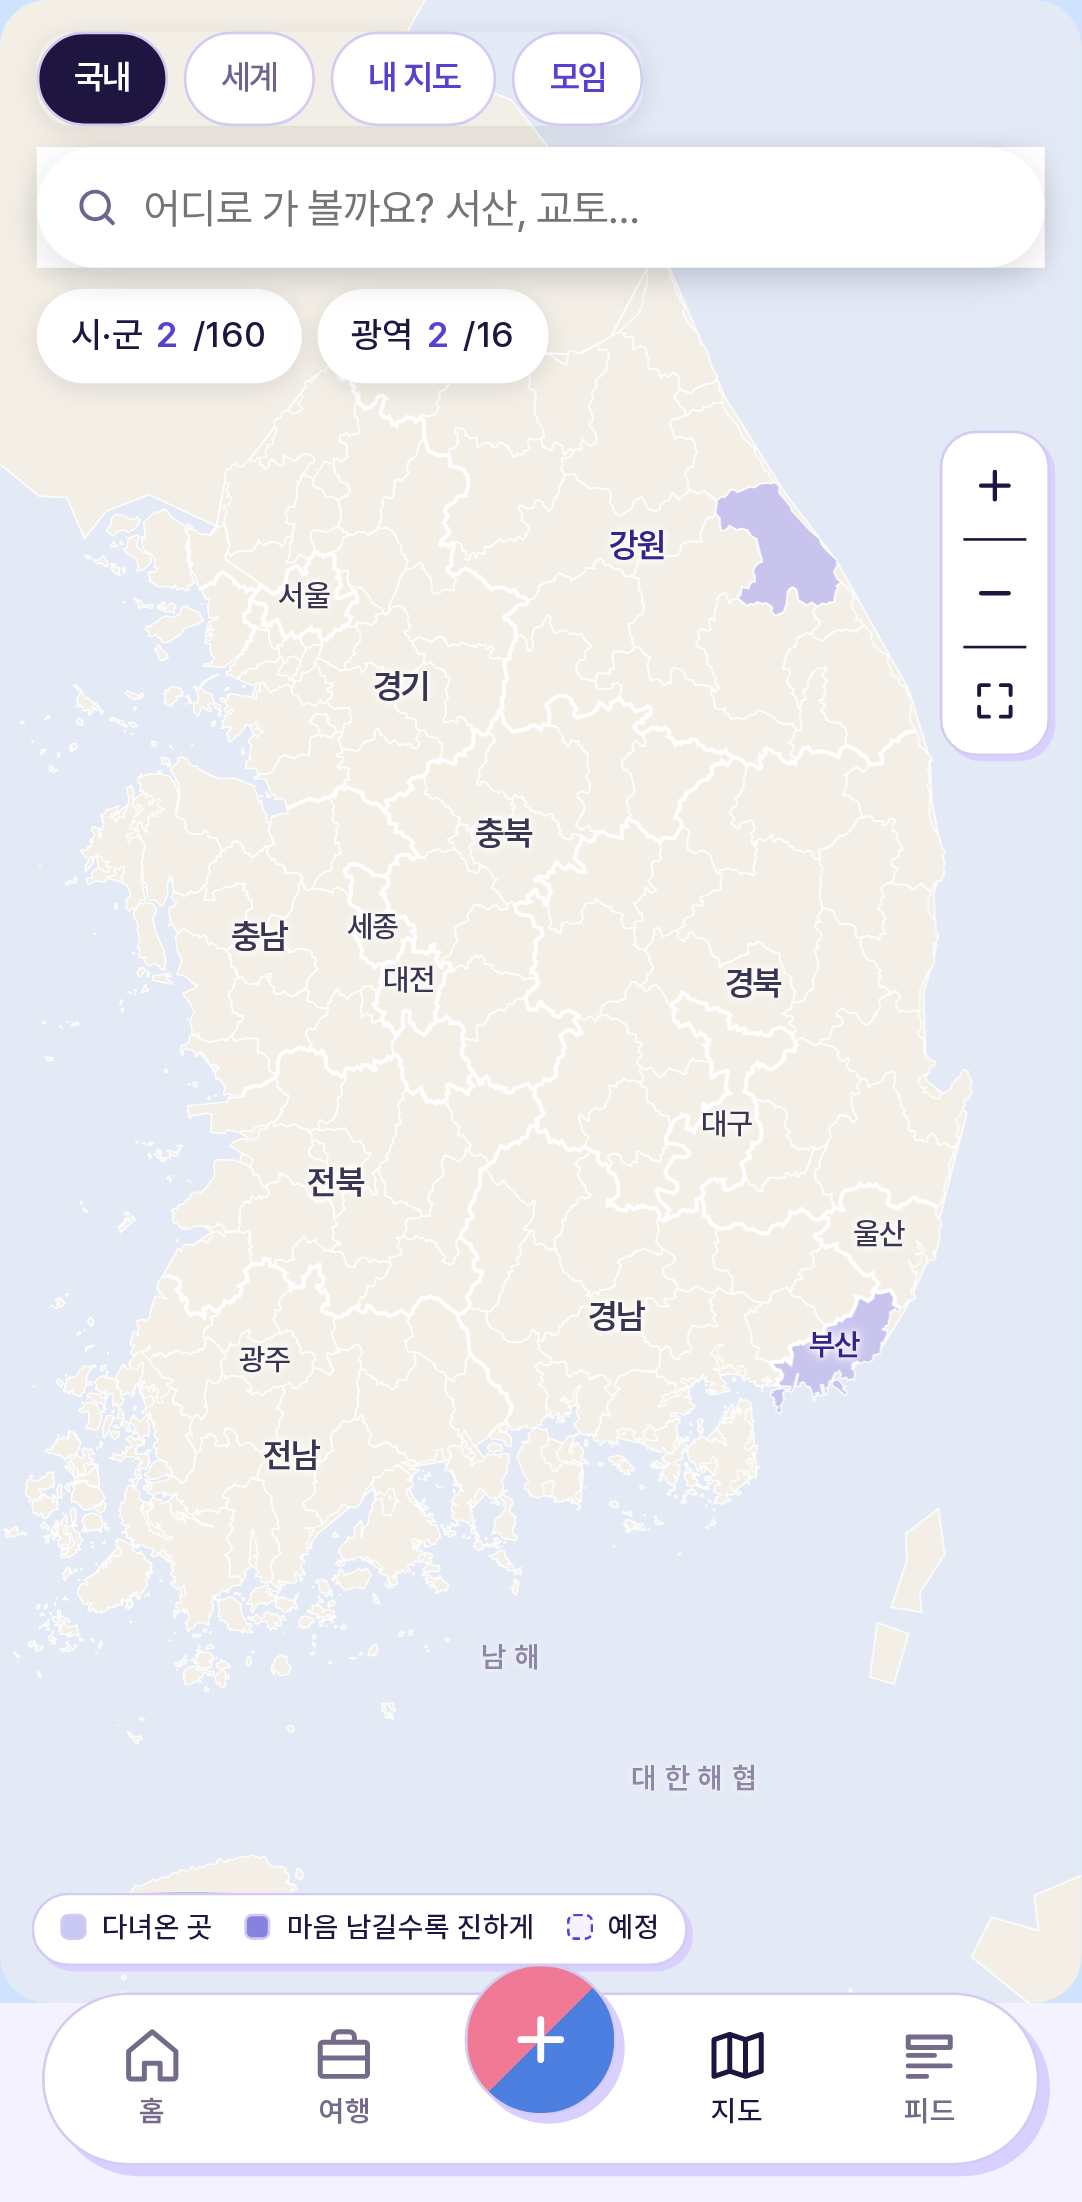 국내 세계 내 지도 모임
어디로 가 볼까요? 서산, 교토...
시·군 2 /160 광역 2 /16
강원
서울
경기
충북
충남
세종
대전
경북
대구
전북
울산
경남
부산
광주
전남
남해
대한해협
다녀온 곳 마음 남길수록 진하게 예정
홈 여행 지도 피드